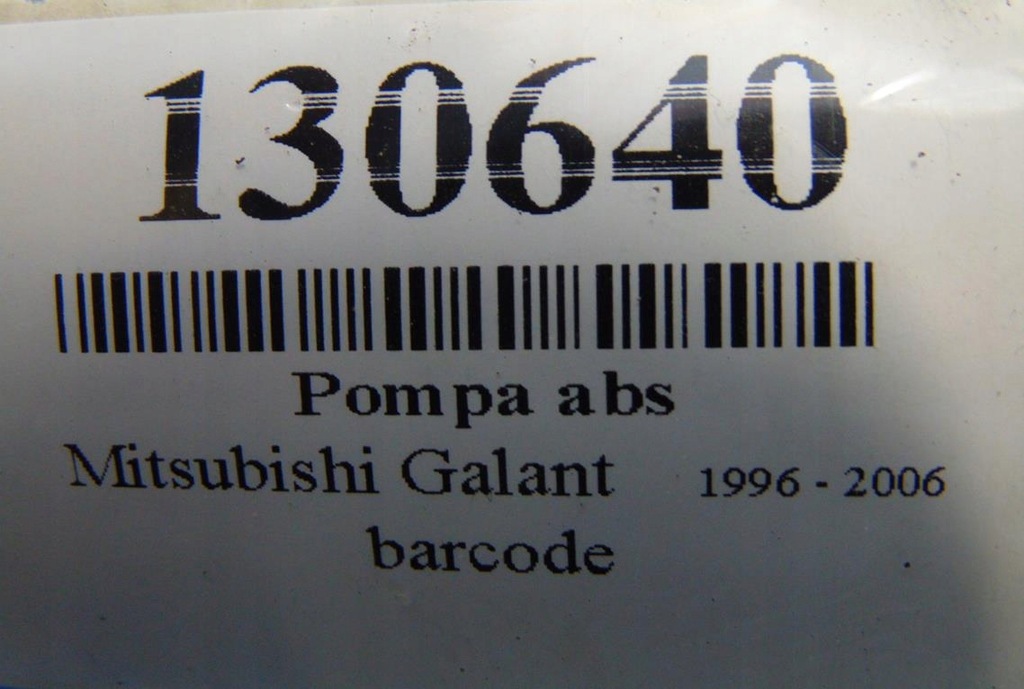 130640
Pompa abs
Mitsubishi Galant 1996 - 2006
barcode